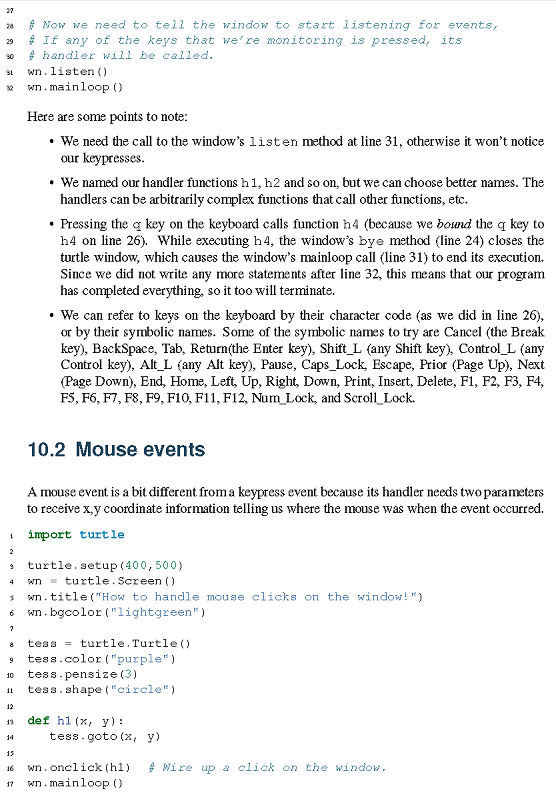 27
28 # Now we need to tell the window to start listening for events,
29 # If any of the keys that we're monitoring is pressed, its
30 # handler will be called.
31 wn.listen()
32 wn.mainloop()
Here are some points to note:
• We need the call to the window's listen method at line 31, otherwise it won't notice
our keypresses.
• We named our handler functions h1, h2 and so on, but we can choose better names. The
handlers can be arbitrarily complex functions that call other functions, etc.
• Pressing the q key on the keyboard calls function h4 (because we bound the q key to
h4 on line 26). While executing h4, the window's bye method (line 24) closes the
turtle window, which causes the window's mainloop call (line 31) to end its execution.
Since we did not write any more statements after line 32, this means that our program
has completed everything, so it too will terminate.
• We can refer to keys on the keyboard by their character code (as we did in line 26),
or by their symbolic names. Some of the symbolic names to try are Cancel (the Break
key), BackSpace, Tab, Return(the Enter key), Shift_L (any Shift key), Control_L (any
Control key), Alt_L (any Alt key), Pause, Caps_Lock, Escape, Prior (Page Up), Next
(Page Down), End, Home, Left, Up, Right, Down, Print, Insert, Delete, F1, F2, F3, F4,
F5, F6, F7, F8, F9, F10, F11, F12, Num_Lock, and Scroll_Lock.
10.2 Mouse events
A mouse event is a bit different from a keypress event because its handler needs two parameters
to receive x,y coordinate information telling us where the mouse was when the event occurred.
1 import turtle
2
3 turtle.setup(400,500)
4 wn = turtle.Screen()
5 wn.title("How to handle mouse clicks on the window!")
6 wn.bgcolor("lightgreen")
7
8 tess = turtle.Turtle()
9 tess.color("purple")
10 tess.pensize(3)
11 tess.shape("circle")
12
13 def h1(x, y):
14 tess.goto(x, y)
15
16 wn.onclick(h1) # Wire up a click on the window.
17 wn.mainloop()